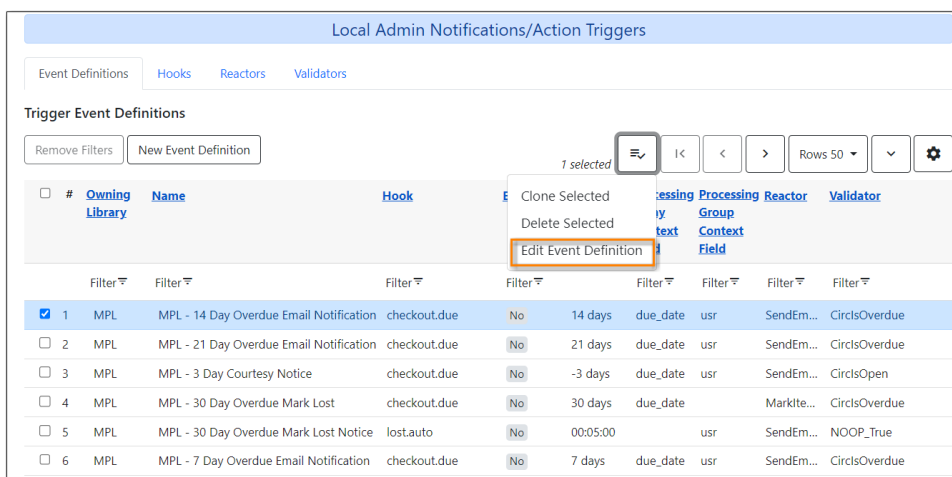 Local Admin Notifications/Action Triggers
Event Definitions Hooks Reactors Validators
Trigger Event Definitions
Remove Filters New Event Definition 1 selected Rows 50
Clone Selected
Delete Selected
Edit Event Definition
# Owning Library Name Hook Processing Group Context Field Reactor Validator
Filter Filter Filter Filter Filter Filter Filter Filter
1 MPL MPL - 14 Day Overdue Email Notification checkout.due No 14 days due_date usr SendEm... CircIsOverdue
2 MPL MPL - 21 Day Overdue Email Notification checkout.due No 21 days due_date usr SendEm... CircIsOverdue
3 MPL MPL - 3 Day Courtesy Notice checkout.due No -3 days due_date usr SendEm... CircIsOpen
4 MPL MPL - 30 Day Overdue Mark Lost checkout.due No 30 days due_date MarkIte... CircIsOverdue
5 MPL MPL - 30 Day Overdue Mark Lost Notice lost.auto No 00:05:00 usr SendEm... NOOP_True
6 MPL MPL - 7 Day Overdue Email Notification checkout.due No 7 days due_date usr SendEm... CircIsOverdue